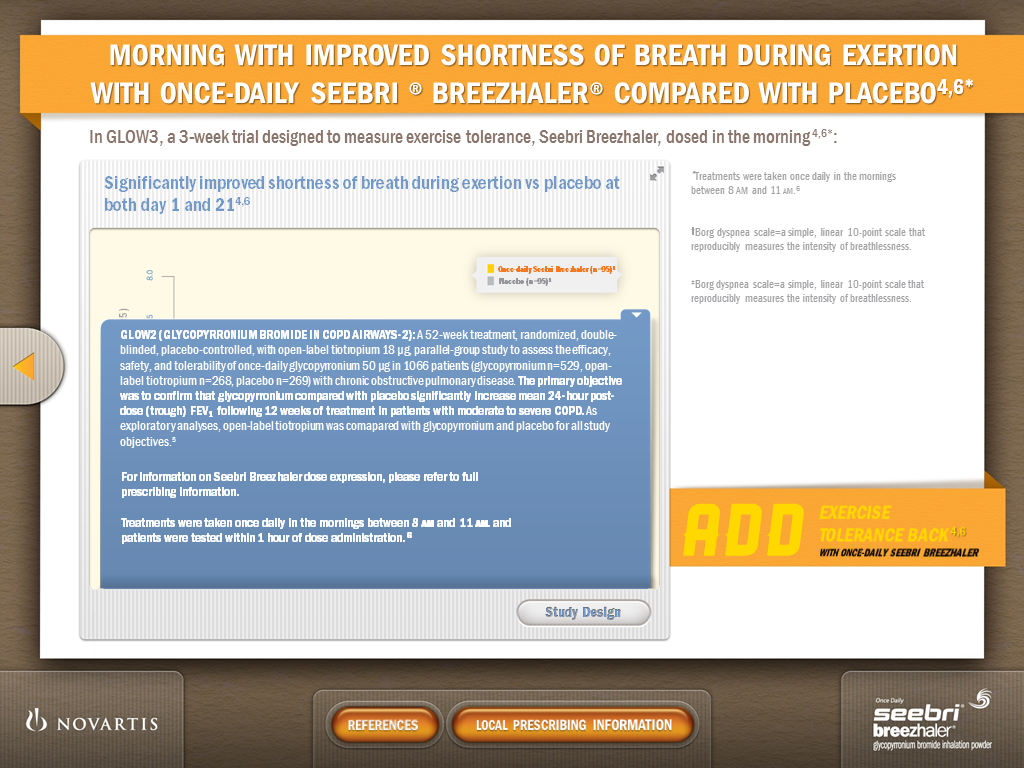 MORNING WITH IMPROVED SHORTNESS OF BREATH DURING EXERTION
WITH ONCE-DAILY SEEBRI ® BREEZHALER® COMPARED WITH PLACEBO4,6*
In GLOW3, a 3-week trial designed to measure exercise tolerance, Seebri Breezhaler, dosed in the morning4,6*:
Significantly improved shortness of breath during exertion vs placebo at
both day 1 and 214,6
8.0
Once-daily Seebri Breezhaler (n=95)‡
Placebo (n=95)‡
5)
GLOW2 (GLYCOPYRRONIUM BROMIDE IN COPD AIRWAYS-2): A 52-week treatment, randomized, double-
blinded, placebo-controlled, with open-label tiotropium 18 µg, parallel-group study to assess the efficacy,
safety, and tolerability of once-daily glycopyrronium 50 µg in 1066 patients (glycopyrronium n=529, open-
label tiotropium n=268, placebo n=269) with chronic obstructive pulmonary disease. The primary objective
was to confirm that glycopyrronium compared with placebo significantly increase mean 24-hour post-
dose (trough) FEV1 following 12 weeks of treatment in patients with moderate to severe COPD. As
exploratory analyses, open-label tiotropium was comapared with glycopyrronium and placebo for all study
objectives.5
For information on Seebri Breezhaler dose expression, please refer to full
prescribing information.
Treatments were taken once daily in the mornings between 8 AM and 11 AM. and
patients were tested within 1 hour of dose administration.6
Study Design
*Treatments were taken once daily in the mornings
between 8 AM and 11 AM.6
‡Borg dyspnea scale=a simple, linear 10-point scale that
reproducibly measures the intensity of breathlessness.
±Borg dyspnea scale=a simple, linear 10-point scale that
reproducibly measures the intensity of breathlessness.
ADD
EXERCISE
TOLERANCE BACK4,6
WITH ONCE-DAILY SEEBRI BREEZHALER
NOVARTIS
REFERENCES
LOCAL PRESCRIBING INFORMATION
Once Daily
seebri®
breezhaler®
glycopyrronium bromide inhalation powder